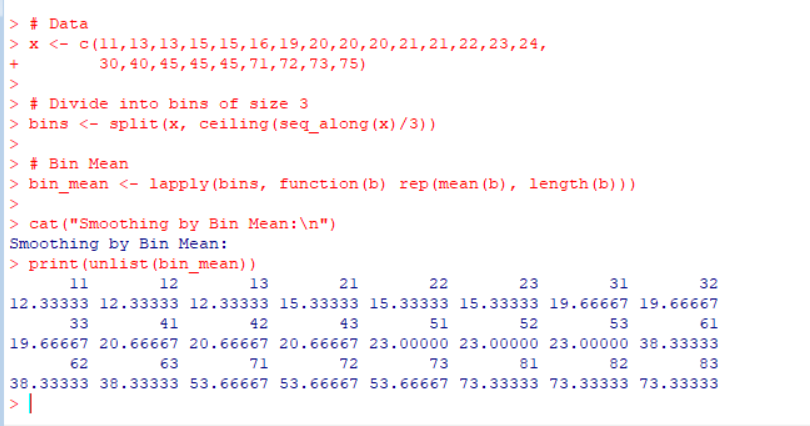 > # Data
> x <- c(11,13,13,15,15,16,19,20,20,20,21,21,22,23,24,
+        30,40,45,45,45,71,72,73,75)
>
> # Divide into bins of size 3
> bins <- split(x, ceiling(seq_along(x)/3))
>
> # Bin Mean
> bin_mean <- lapply(bins, function(b) rep(mean(b), length(b)))
>
> cat("Smoothing by Bin Mean:\n")
Smoothing by Bin Mean:
> print(unlist(bin_mean))
      11       12       13       21       22       23       31       32
12.33333 12.33333 12.33333 15.33333 15.33333 15.33333 19.66667 19.66667
      33       41       42       43       51       52       53       61
19.66667 20.66667 20.66667 20.66667 23.00000 23.00000 23.00000 38.33333
      62       63       71       72       73       81       82       83
38.33333 38.33333 53.66667 53.66667 53.66667 73.33333 73.33333 73.33333
>